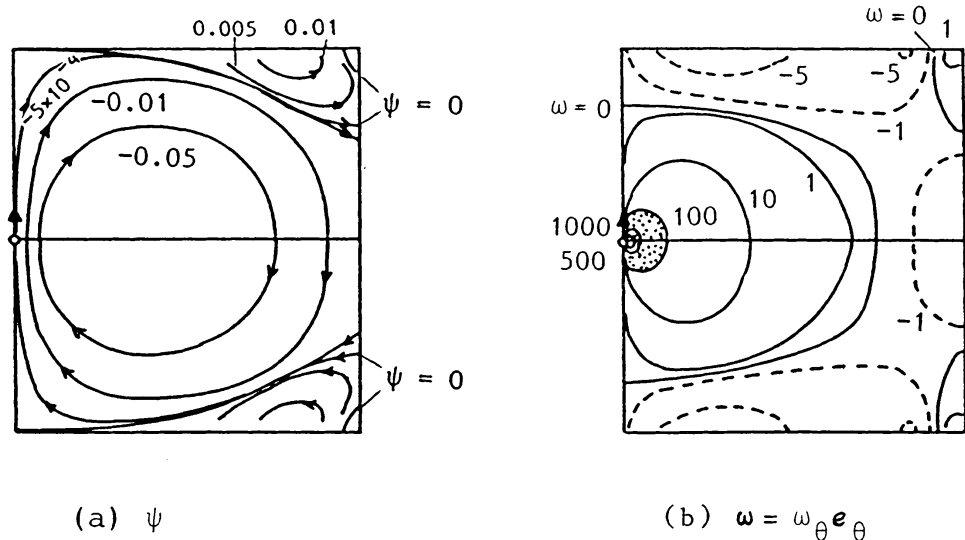 0.005 0.01
-5×10⁻⁴
-0.01
-0.05
ψ = 0
ψ = 0
(a) ψ
ω = 0
1
-5
-5
ω = 0
-1
1
10
100
1000
500
-1
(b) ω = ω_θ e_θ